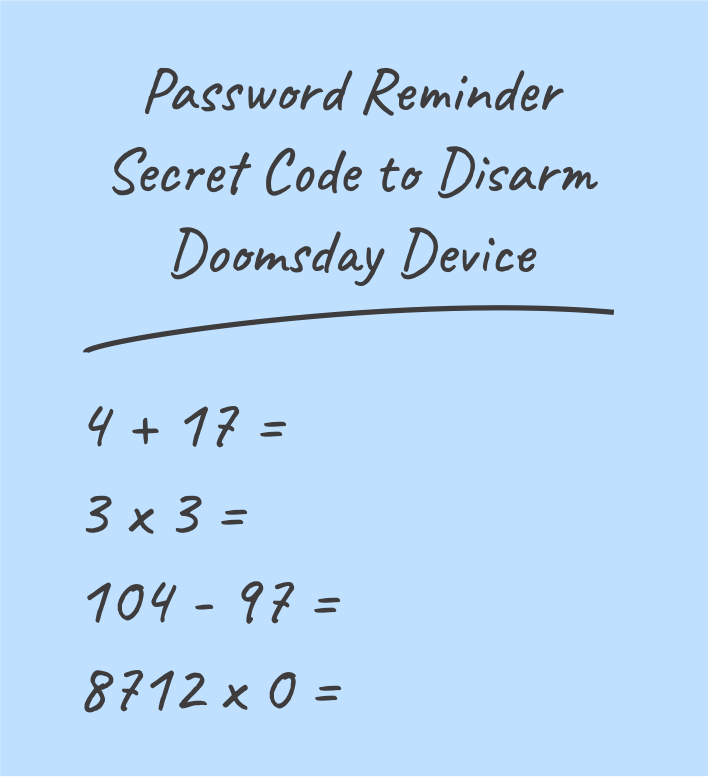 Password Reminder
Secret Code to Disarm
Doomsday Device
4 + 17 =
3 x 3 =
104 - 97 =
8712 x 0 =